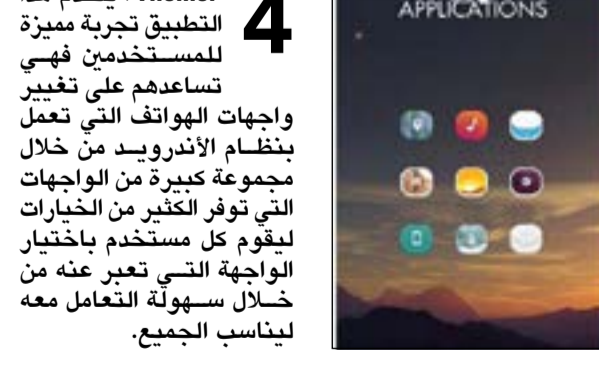 4
التطبيق تجربة مميزة
للمستخدمين فهي
تساعدهم على تغيير
واجهات الهواتف التي تعمل
بنظام الأندرويد من خلال
مجموعة كبيرة من الواجهات
التي توفر الكثير من الخيارات
ليقوم كل مستخدم باختيار
الواجهة التي تعبر عنه من
خلال سهولة التعامل معه
ليناسب الجميع.
APPLICATIONS